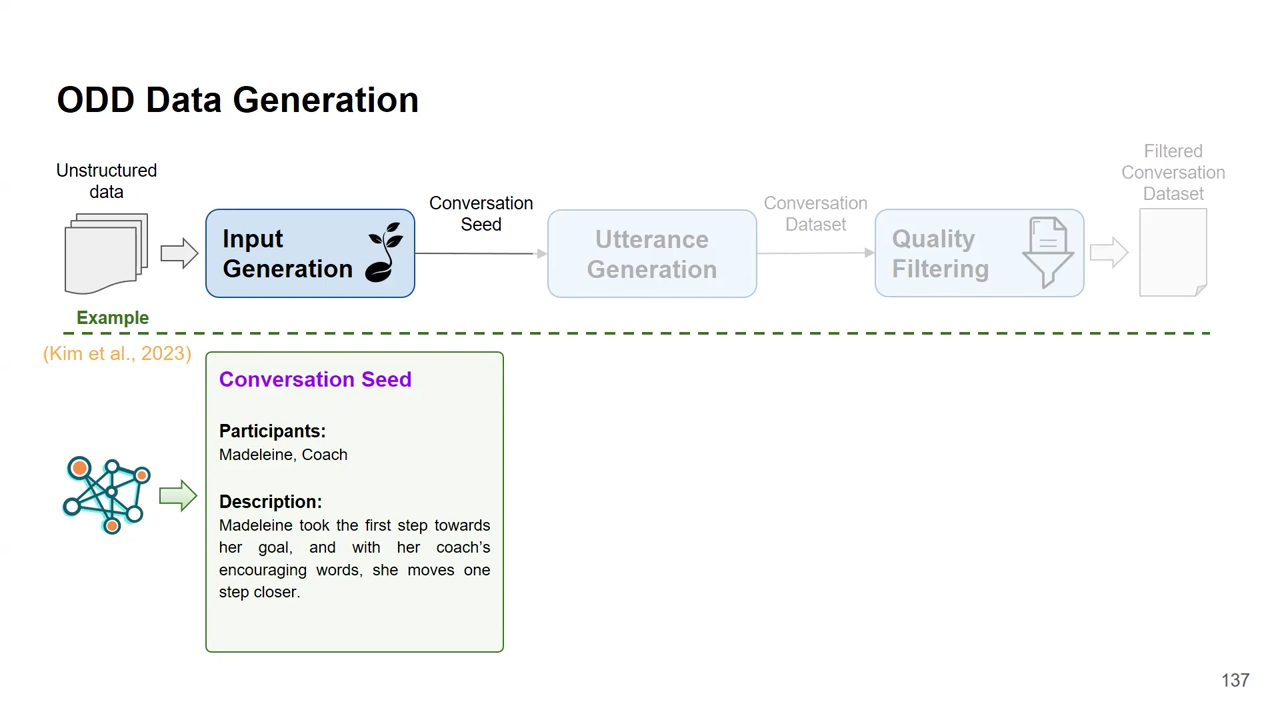 ODD Data Generation
Unstructured
data
Input
Generation
Conversation
Seed
Utterance
Generation
Conversation
Dataset
Quality
Filtering
Filtered
Conversation
Dataset
Example
(Kim et al., 2023)
Conversation Seed
Participants:
Madeleine, Coach
Description:
Madeleine took the first step towards
her goal, and with her coach’s
encouraging words, she moves one
step closer.
137